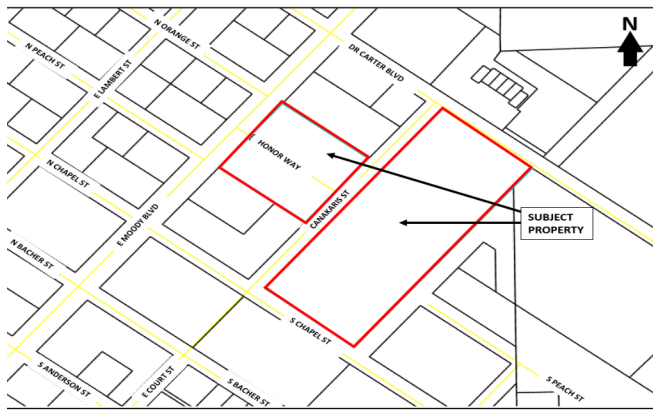 N ORANGE ST
N PEACH ST
E LAMBERT ST
DR CARTER BLVD
N
HONOR WAY
N CHAPEL ST
E MOODY BLVD
CANAKARIS ST
SUBJECT
PROPERTY
N BACHER ST
S CHAPEL ST
S ANDERSON ST
E COURT ST
S BACHER ST
S PEACH ST